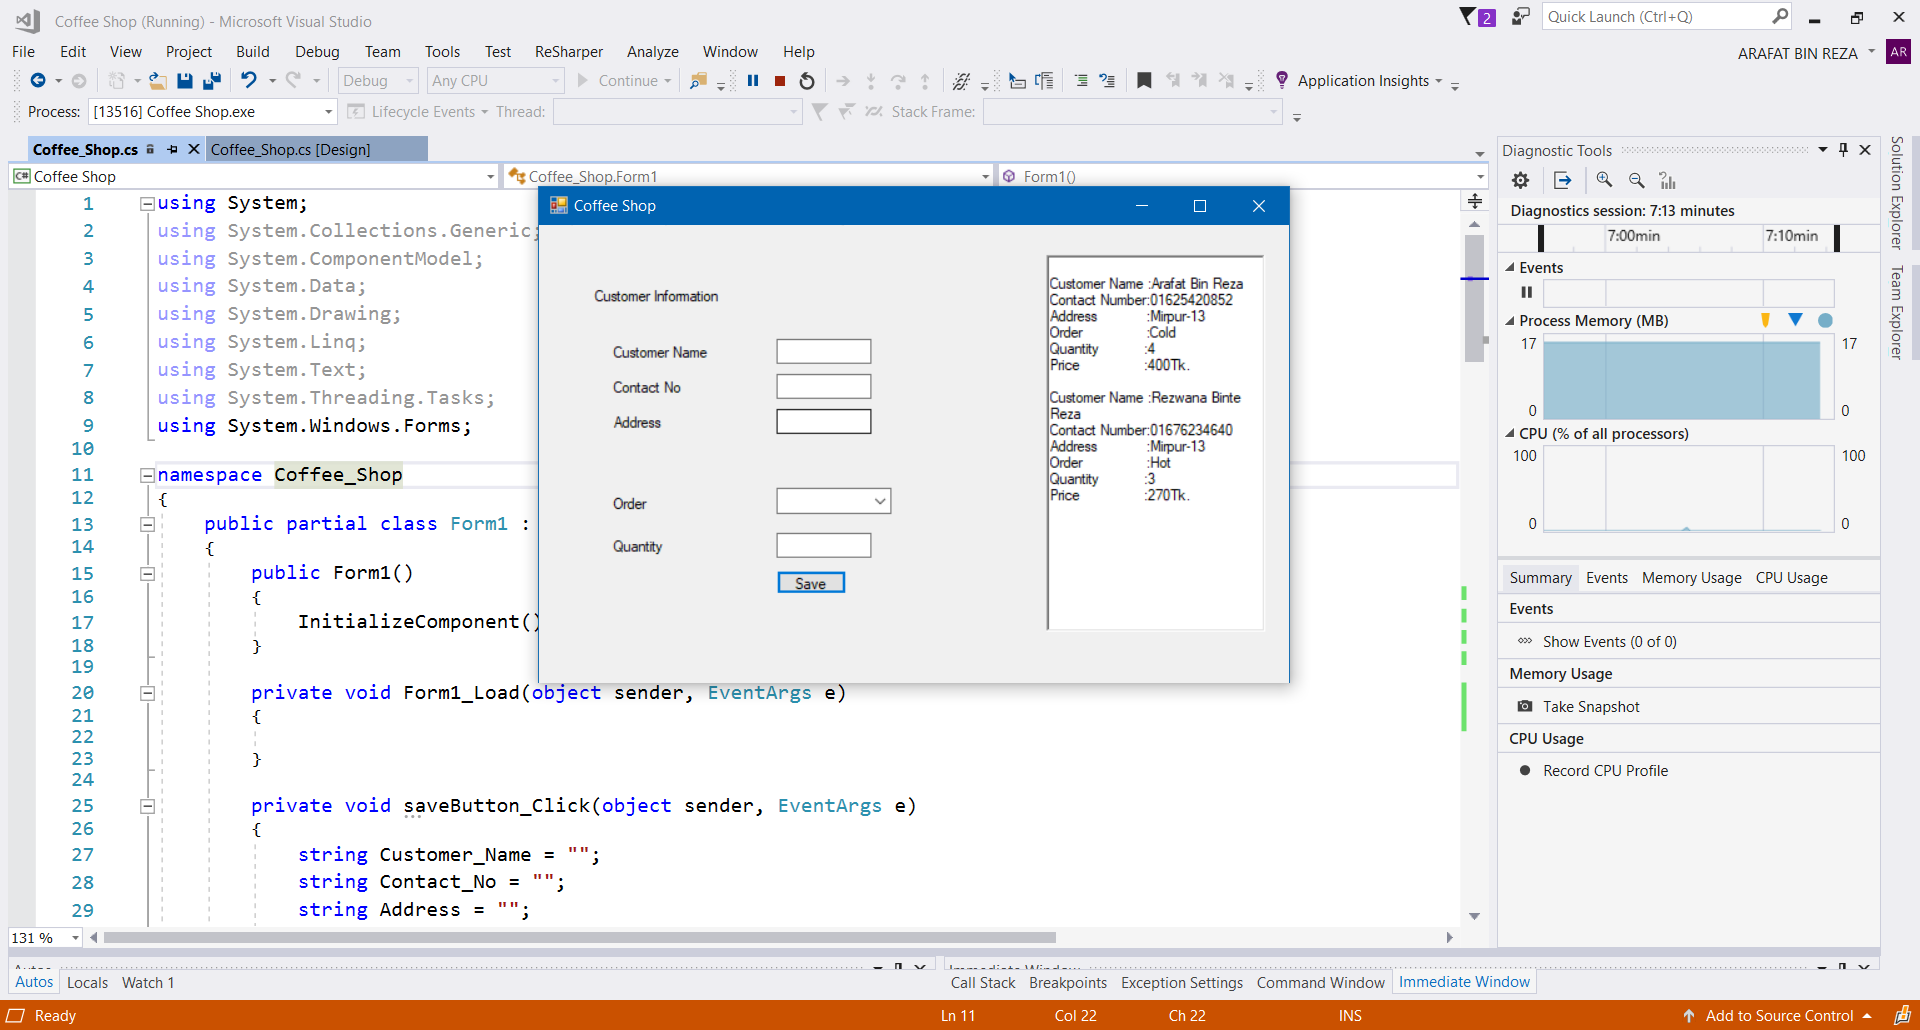 Coffee Shop (Running) - Microsoft Visual Studio
2
Quick Launch (Ctrl+Q)
File Edit View Project Build Debug Team Tools Test ReSharper Analyze Window Help
ARAFAT BIN REZA AR
Debug Any CPU Continue Application Insights
Process: [13516] Coffee Shop.exe Lifecycle Events Thread: Stack Frame:
Coffee_Shop.cs Coffee_Shop.cs [Design]
C# Coffee Shop Coffee_Shop.Form1 Form1()
1 using System;
2 using System.Collections.Generic;
3 using System.ComponentModel;
4 using System.Data;
5 using System.Drawing;
6 using System.Linq;
7 using System.Text;
8 using System.Threading.Tasks;
9 using System.Windows.Forms;
10
11 namespace Coffee_Shop
12 {
13 public partial class Form1 :
14 {
15 public Form1()
16 {
17 InitializeComponent()
18 }
19
20 private void Form1_Load(object sender, EventArgs e)
21 {
22
23 }
24
25 private void saveButton_Click(object sender, EventArgs e)
26 {
27 string Customer_Name = "";
28 string Contact_No = "";
29 string Address = "";
Coffee Shop
Customer Information
Customer Name
Contact No
Address
Order
Quantity
Save
Customer Name :Arafat Bin Reza
Contact Number:01625420852
Address :Mirpur-13
Order :Cold
Quantity :4
Price :400Tk.
Customer Name :Rezwana Binte
Reza
Contact Number:01676234640
Address :Mirpur-13
Order :Hot
Quantity :3
Price :270Tk.
Diagnostic Tools
Diagnostics session: 7:13 minutes
7:00min 7:10min
Events
Process Memory (MB)
17 17
0 0
CPU (% of all processors)
100 100
0 0
Summary Events Memory Usage CPU Usage
Events
Show Events (0 of 0)
Memory Usage
Take Snapshot
CPU Usage
Record CPU Profile
Solution Explorer
Team Explorer
131 %
Autos
Immediate Window
Autos Locals Watch 1
Call Stack Breakpoints Exception Settings Command Window Immediate Window
Ready Ln 11 Col 22 Ch 22 INS Add to Source Control